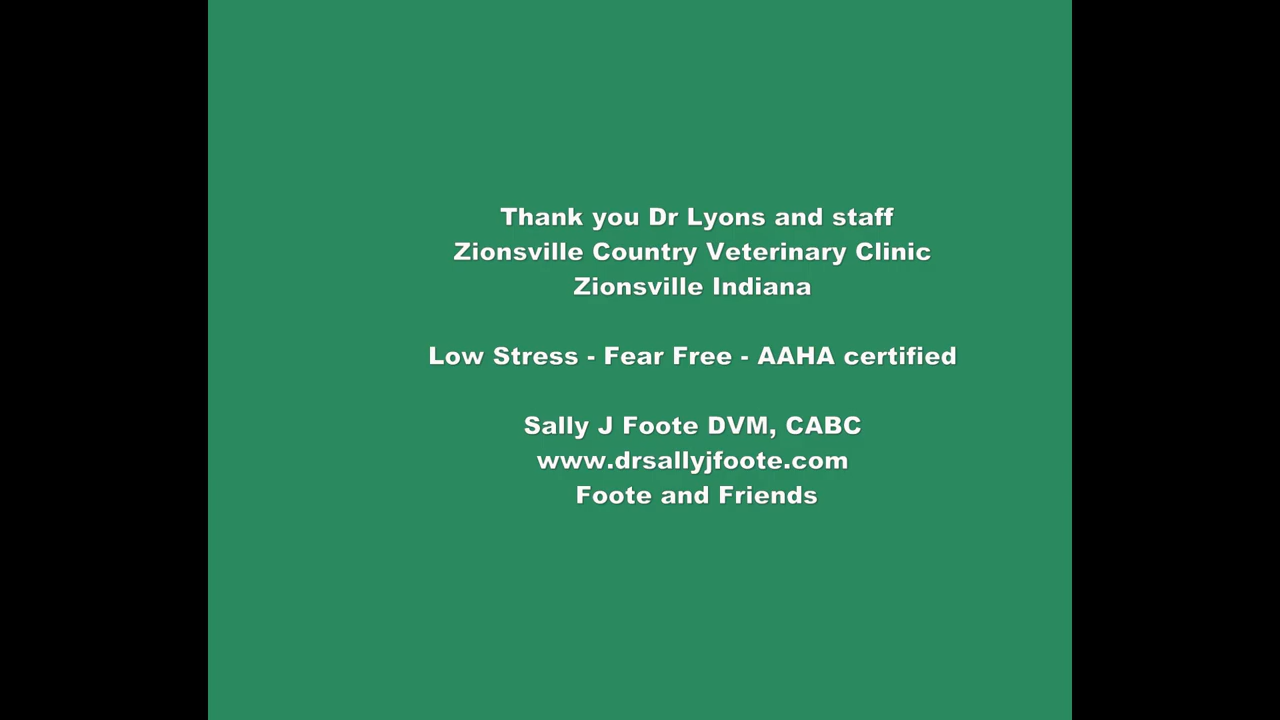 Thank you Dr Lyons and staff
Zionsville Country Veterinary Clinic
Zionsville Indiana
Low Stress - Fear Free - AAHA certified
Sally J Foote DVM, CABC
www.drsallyjfoote.com
Foote and Friends